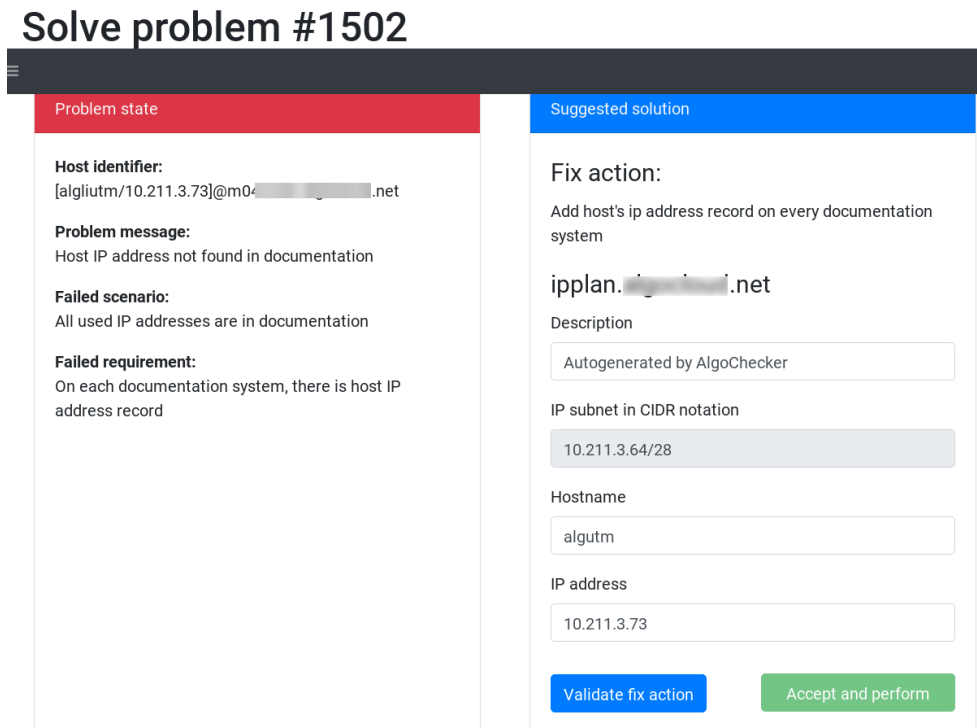 Solve problem #1502
Problem state
Host identifier:
[algliutm/10.211.3.73]@m04 .net
Problem message:
Host IP address not found in documentation
Failed scenario:
All used IP addresses are in documentation
Failed requirement:
On each documentation system, there is host IP
address record
Suggested solution
Fix action:
Add host's ip address record on every documentation
system
ipplan. .net
Description
Autogenerated by AlgoChecker
IP subnet in CIDR notation
10.211.3.64/28
Hostname
algutm
IP address
10.211.3.73
Validate fix action
Accept and perform